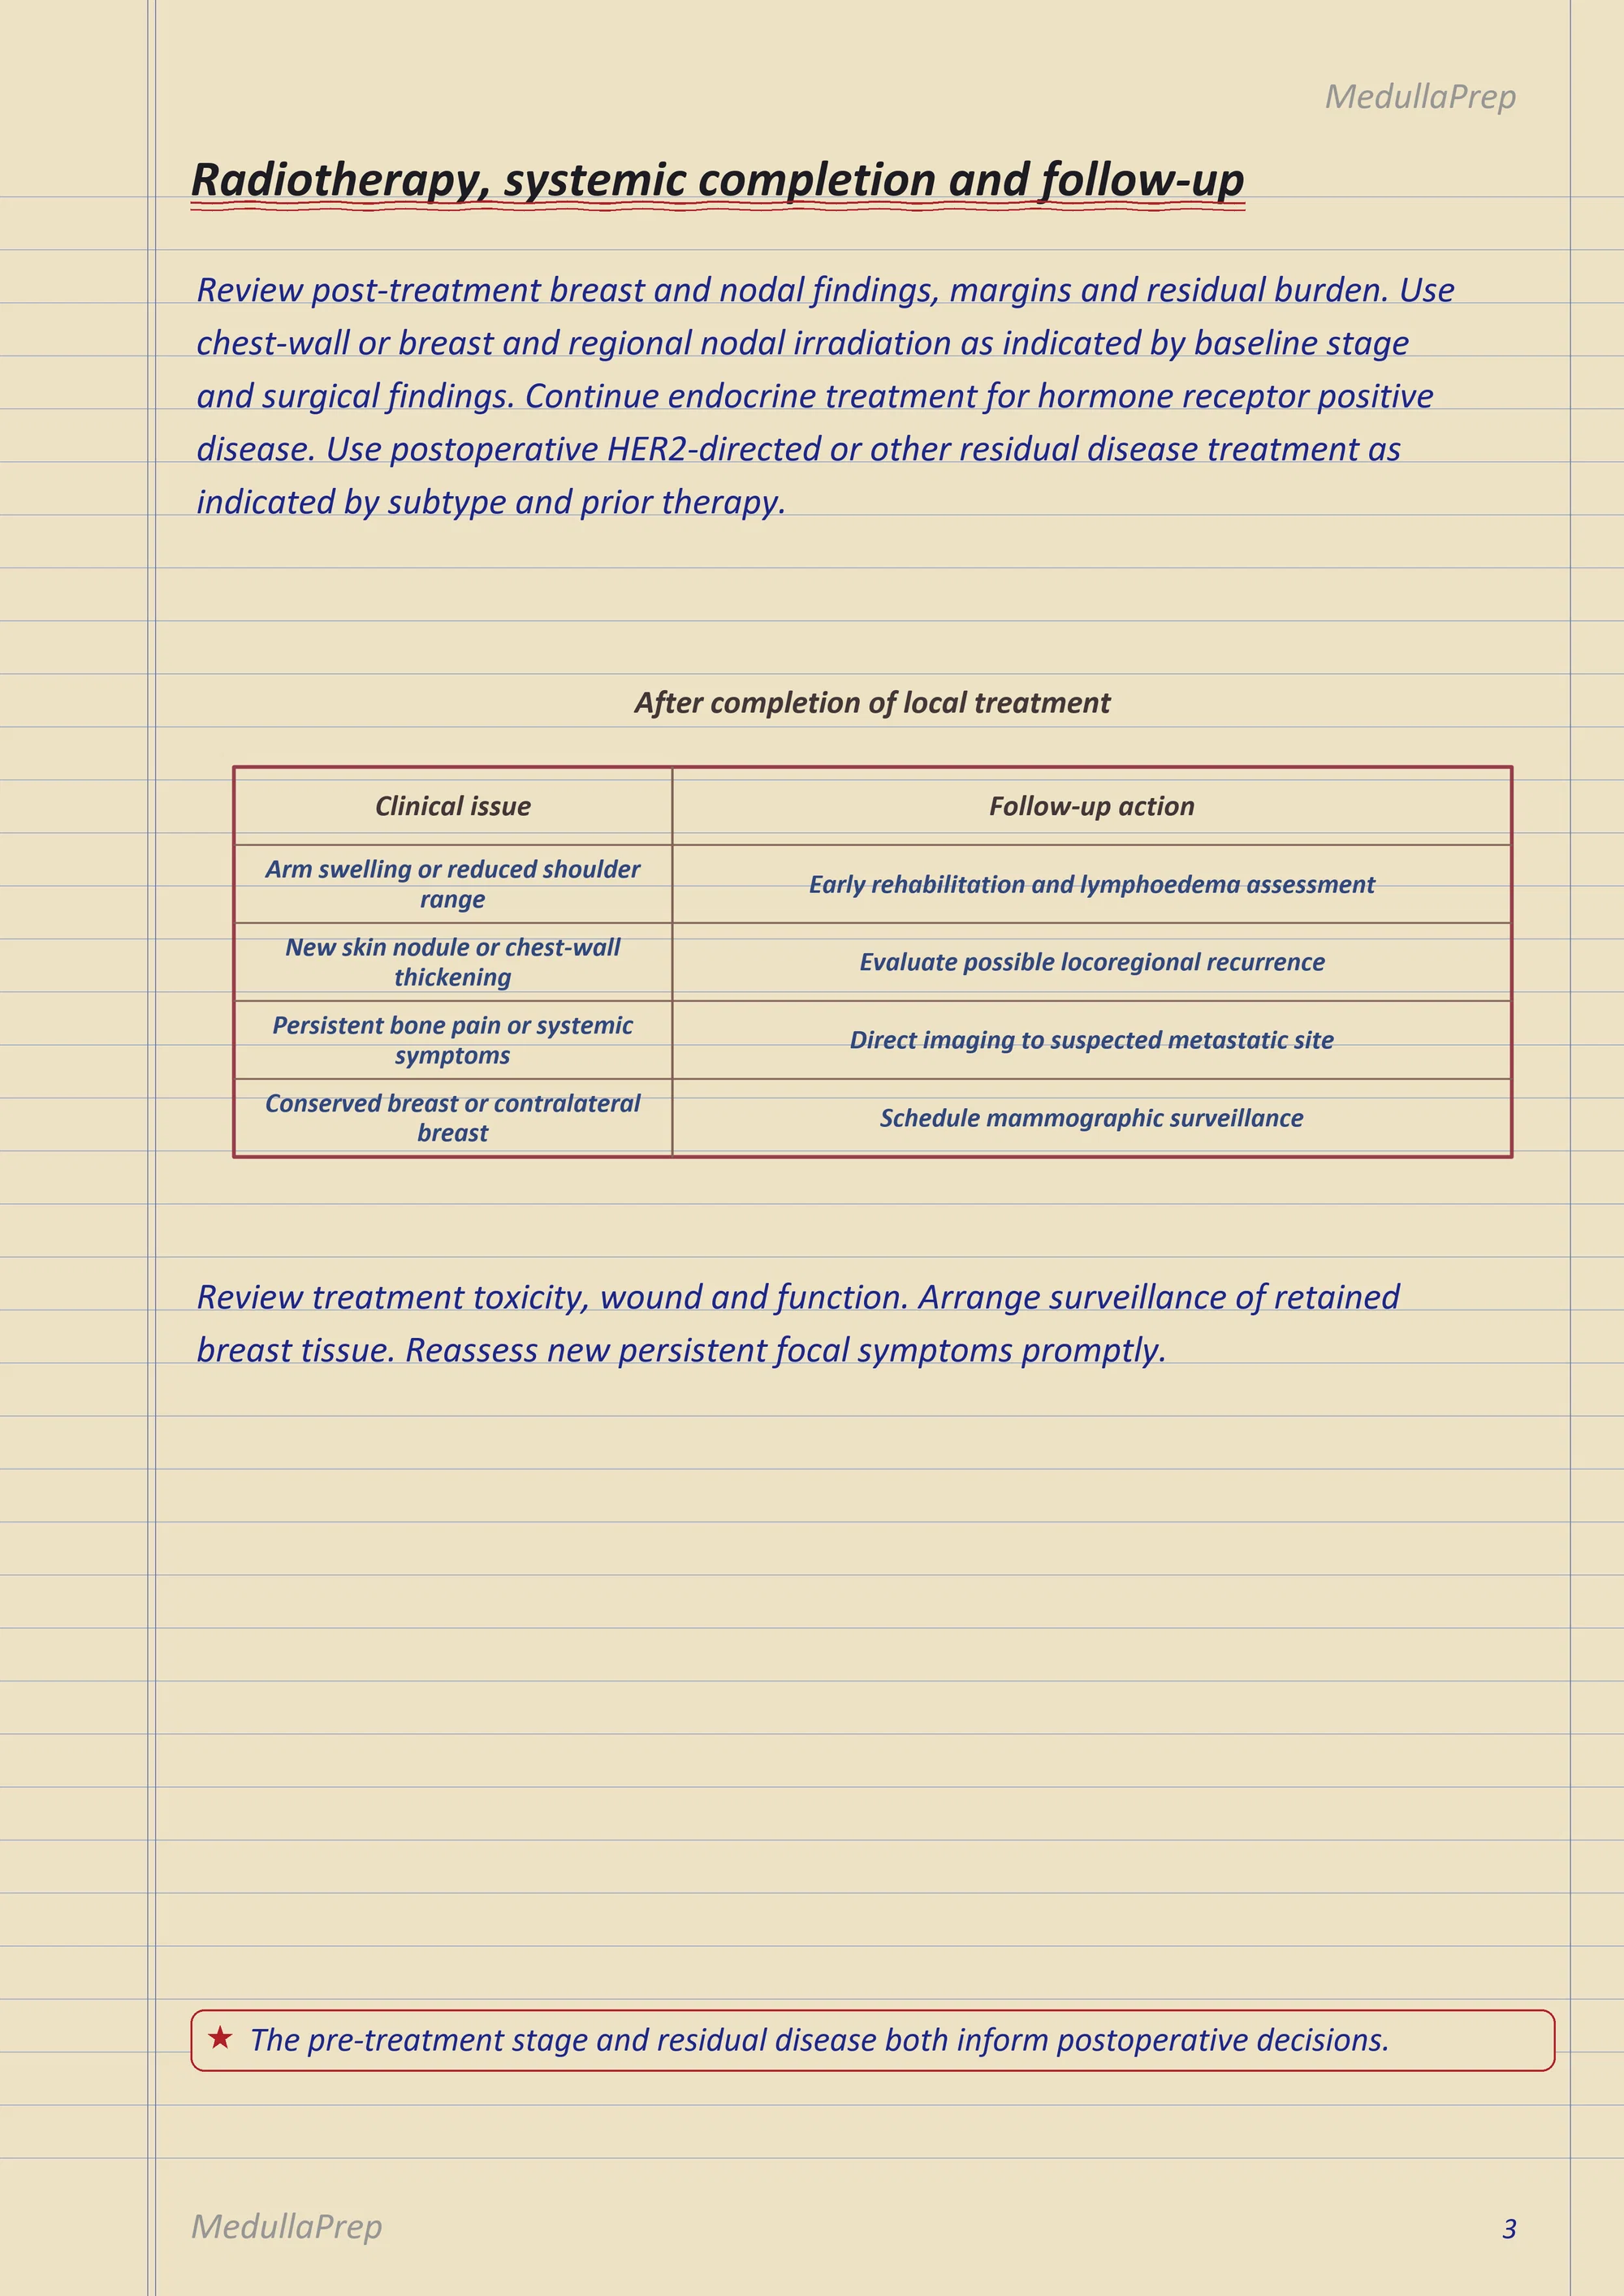 MedullaPrep
Radiotherapy, systemic completion and follow-up
Review post-treatment breast and nodal findings, margins and residual burden. Use
chest-wall or breast and regional nodal irradiation as indicated by baseline stage
and surgical findings. Continue endocrine treatment for hormone receptor positive
disease. Use postoperative HER2-directed or other residual disease treatment as
indicated by subtype and prior therapy.
After completion of local treatment
Clinical issue
Follow-up action
Arm swelling or reduced shoulder
range
Early rehabilitation and lymphoedema assessment
New skin nodule or chest-wall
thickening
Evaluate possible locoregional recurrence
Persistent bone pain or systemic
symptoms
Direct imaging to suspected metastatic site
Conserved breast or contralateral
breast
Schedule mammographic surveillance
Review treatment toxicity, wound and function. Arrange surveillance of retained
breast tissue. Reassess new persistent focal symptoms promptly.
★ The pre-treatment stage and residual disease both inform postoperative decisions.
MedullaPrep
3